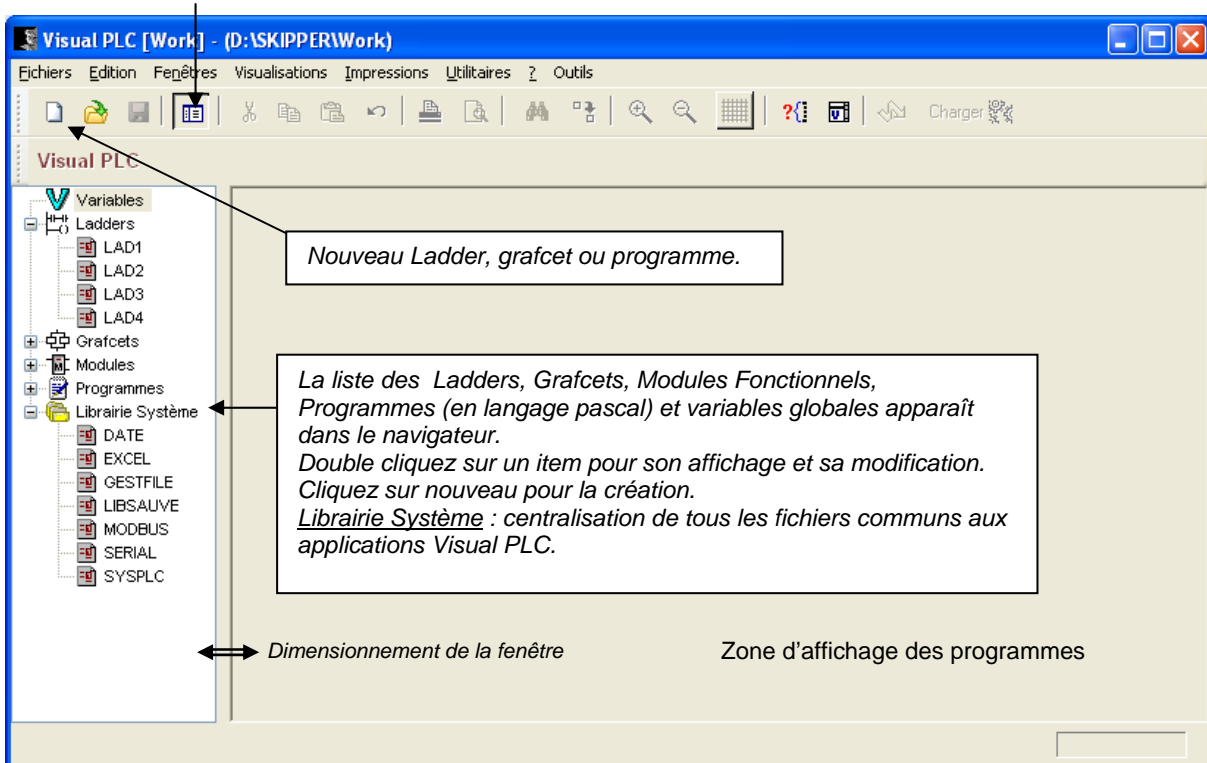 Visual PLC [Work] - (D:\SKIPPER\Work)
Fichiers Edition Fenêtres Visualisations Impressions Utilitaires ? Outils
?{} Charger
Visual PLC
Variables
Ladders
LAD1
LAD2
LAD3
LAD4
Grafcets
Modules
Programmes
Librairie Système
DATE
EXCEL
GESTFILE
LIBSAUVE
MODBUS
SERIAL
SYSPLC
Nouveau Ladder, grafcet ou programme.
La liste des Ladders, Grafcets, Modules Fonctionnels,
Programmes (en langage pascal) et variables globales apparaît
dans le navigateur.
Double cliquez sur un item pour son affichage et sa modification.
Cliquez sur nouveau pour la création.
Librairie Système : centralisation de tous les fichiers communs aux
applications Visual PLC.
Dimensionnement de la fenêtre
Zone d’affichage des programmes